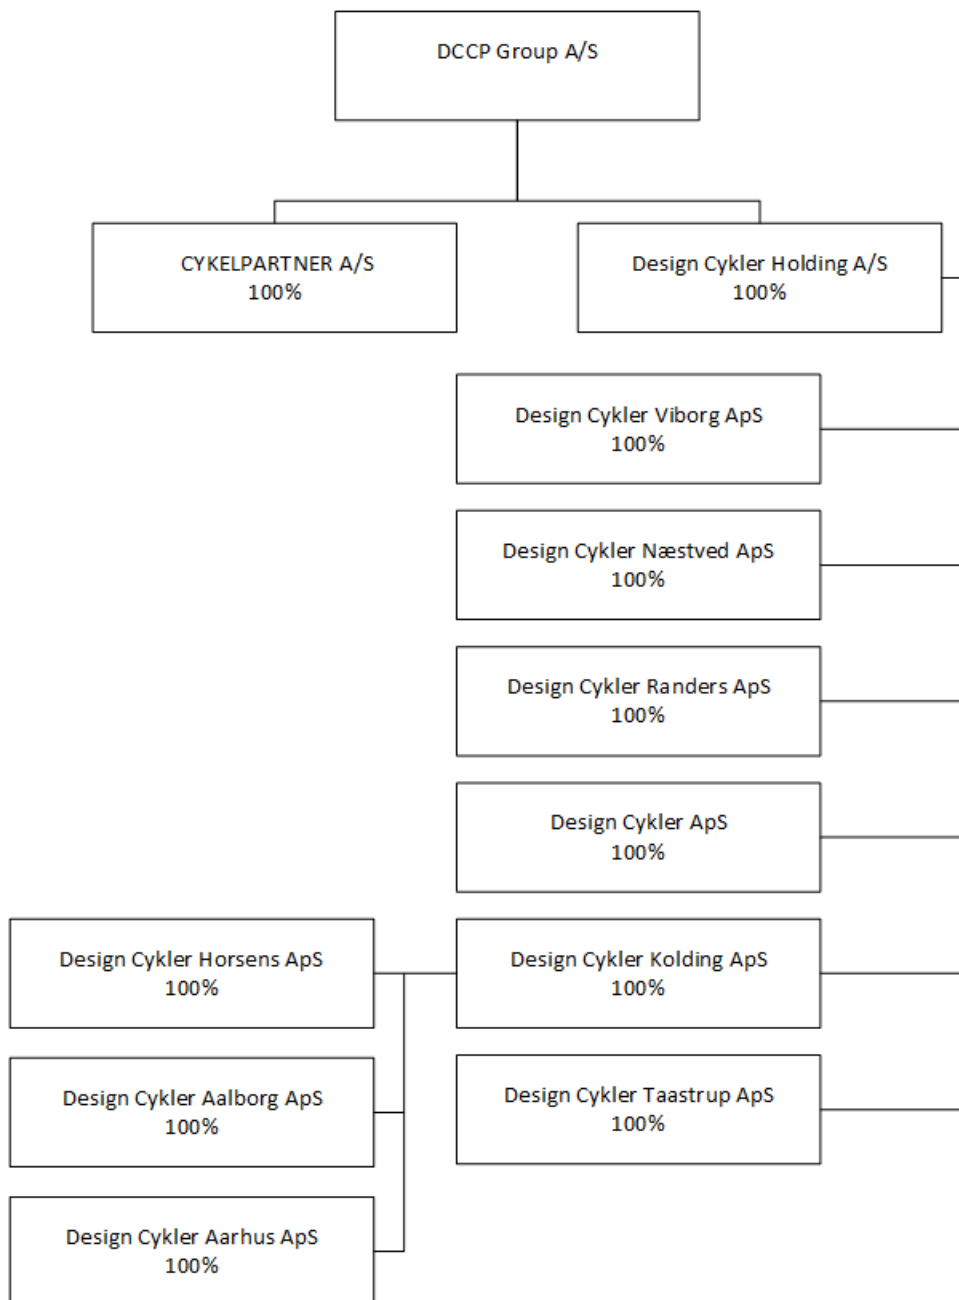 DCCP Group A/S
CYKELPARTNER A/S
100%
Design Cykler Holding A/S
100%
Design Cykler Viborg ApS
100%
Design Cykler Næstved ApS
100%
Design Cykler Randers ApS
100%
Design Cykler ApS
100%
Design Cykler Horsens ApS
100%
Design Cykler Kolding ApS
100%
Design Cykler Aalborg ApS
100%
Design Cykler Taastrup ApS
100%
Design Cykler Aarhus ApS
100%